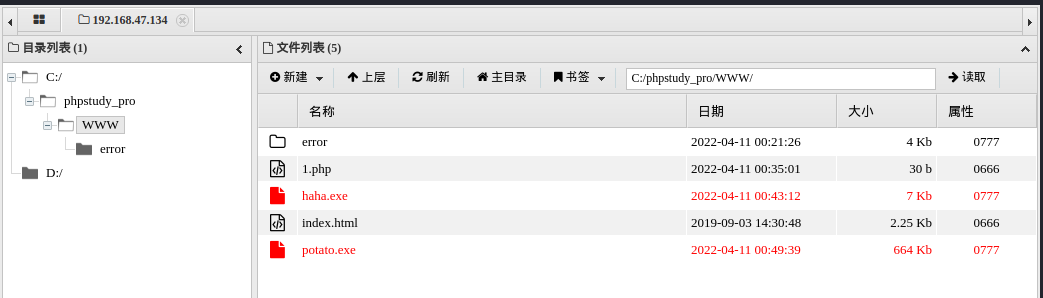 192.168.47.134
目录列表 (1)
文件列表 (5)
C:/
phpstudy_pro
WWW
error
D:/
新建 上层 刷新 主目录 书签 C:/phpstudy_pro/WWW/ 读取
名称 日期 大小 属性
error 2022-04-11 00:21:26 4 Kb 0777
1.php 2022-04-11 00:35:01 30 b 0666
haha.exe 2022-04-11 00:43:12 7 Kb 0777
index.html 2019-09-03 14:30:48 2.25 Kb 0666
potato.exe 2022-04-11 00:49:39 664 Kb 0777